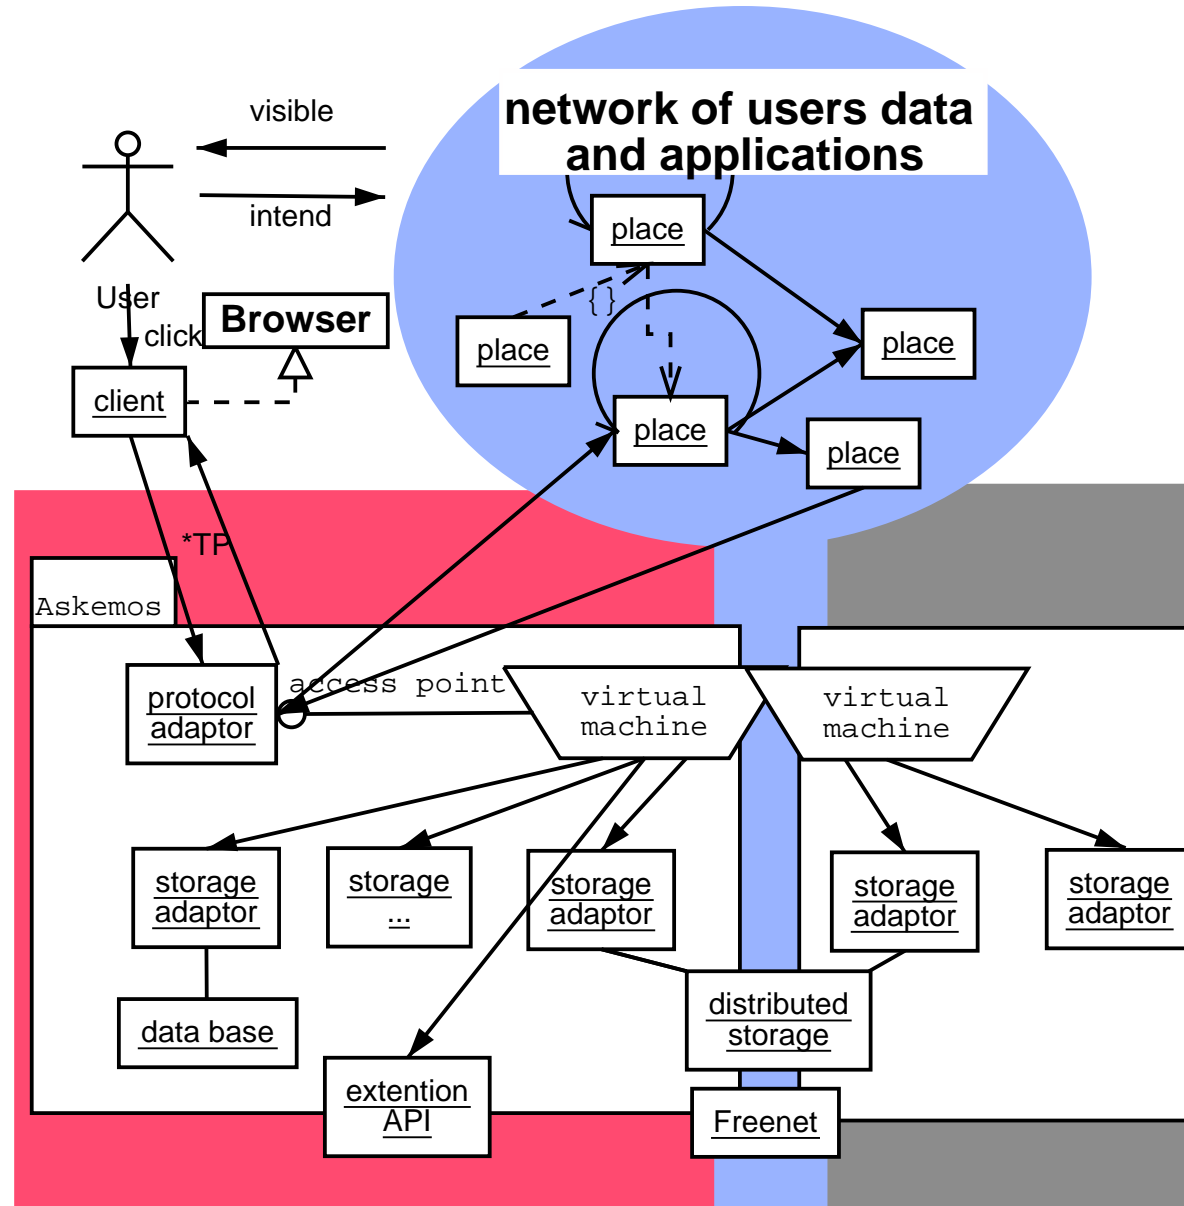 network of users data
and applications
visible
intend
User
click
Browser
client
place
{}
place
place
place
place
*TP
Askemos
protocol
adaptor
access point
virtual
machine
virtual
machine
storage
adaptor
storage
...
storage
adaptor
storage
adaptor
storage
adaptor
data base
distributed
storage
extention
API
Freenet